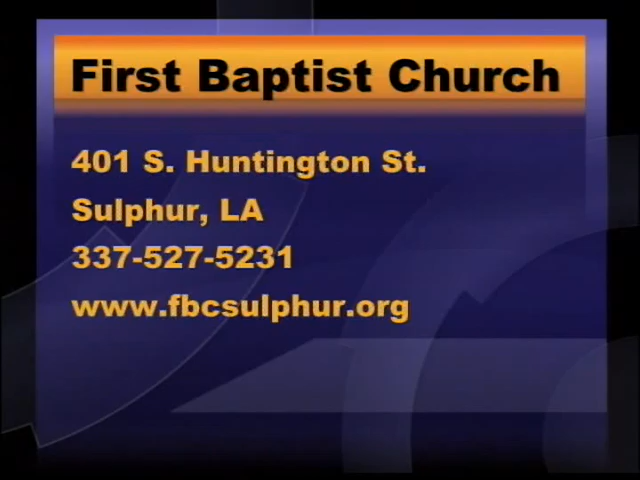 First Baptist Church
401 S. Huntington St.
Sulphur, LA
337-527-5231
www.fbcsulphur.org